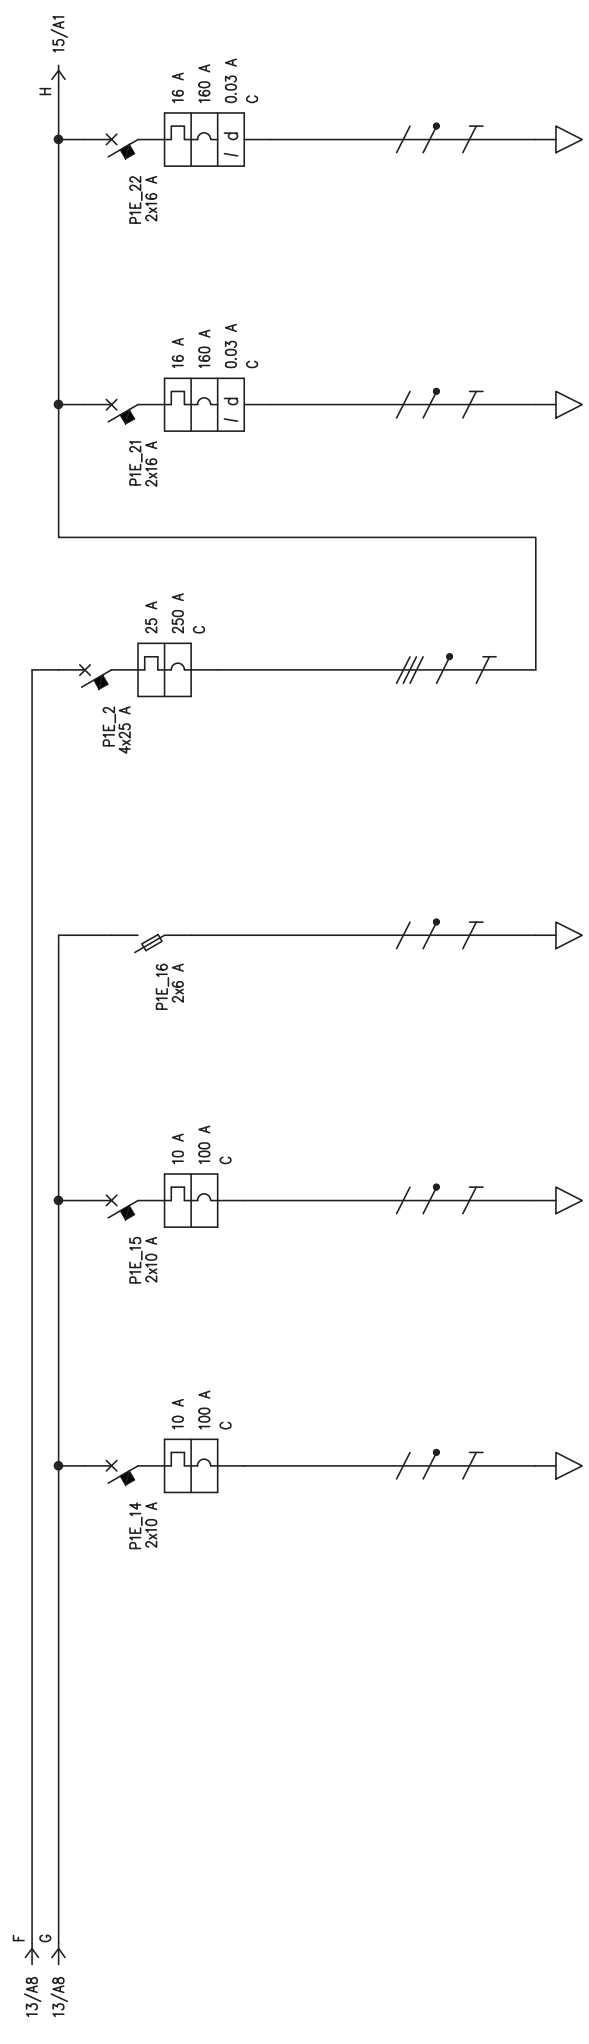 13/A8
F
13/A8
G
P1E_14
2x10 A
10 A
100 A
C
P1E_15
2x10 A
10 A
100 A
C
P1E_16
2x6 A
P1E_2
4x25 A
25 A
250 A
C
P1E_21
2x16 A
16 A
160 A
0.03 A
C
I d
P1E_22
2x16 A
16 A
160 A
0.03 A
C
I d
H
15/A1